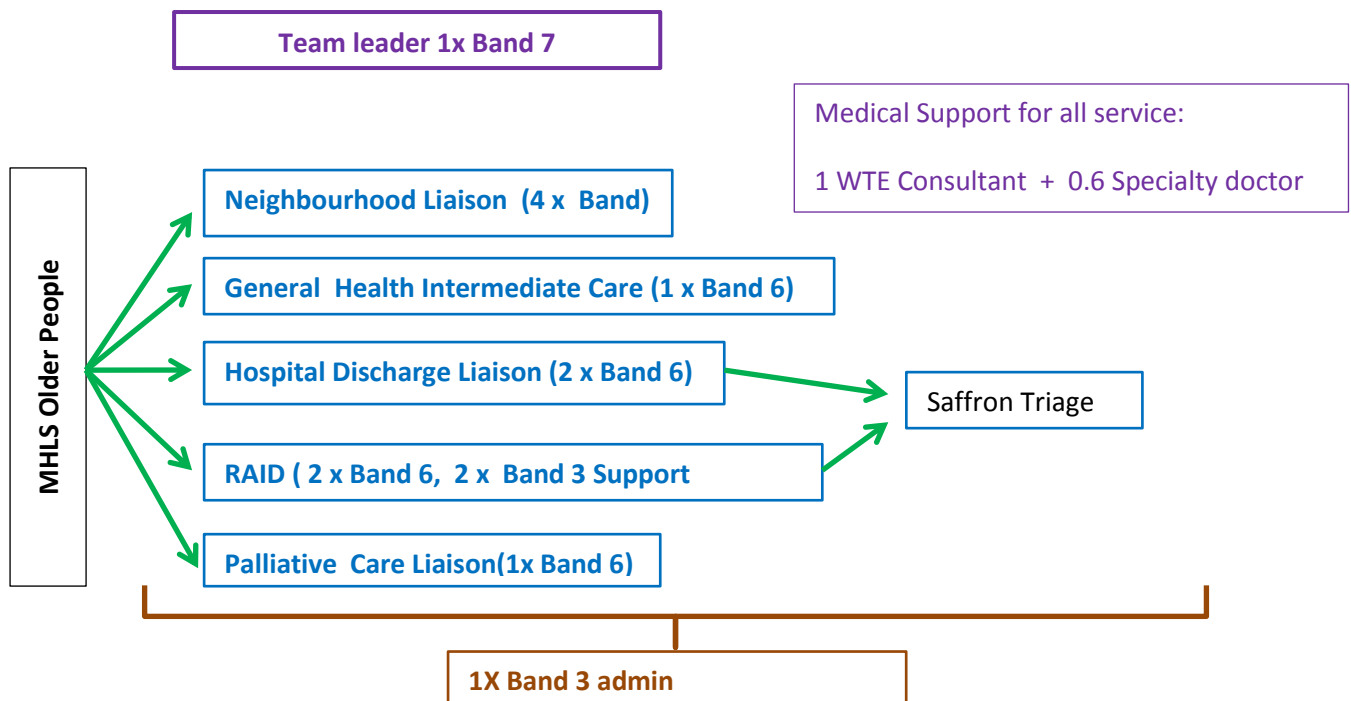 Team leader 1x Band 7
Medical Support for all service:
1 WTE Consultant + 0.6 Specialty doctor
MHLS Older People
Neighbourhood Liaison (4 x Band)
General Health Intermediate Care (1 x Band 6)
Hospital Discharge Liaison (2 x Band 6)
Saffron Triage
RAID ( 2 x Band 6, 2 x Band 3 Support
Palliative Care Liaison(1x Band 6)
1X Band 3 admin